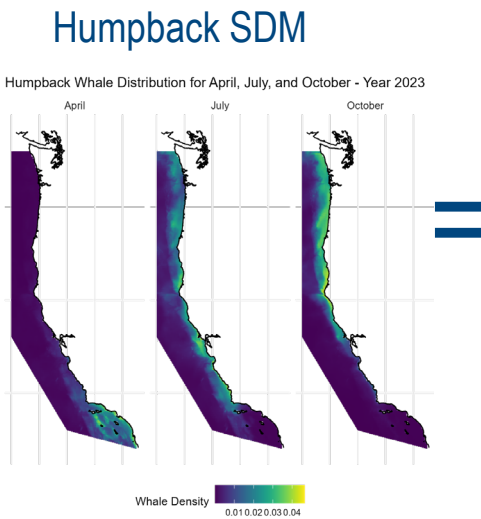 Humpback SDM
Humpback Whale Distribution for April, July, and October - Year 2023
April July October
Whale Density
0.01 0.02 0.03 0.04